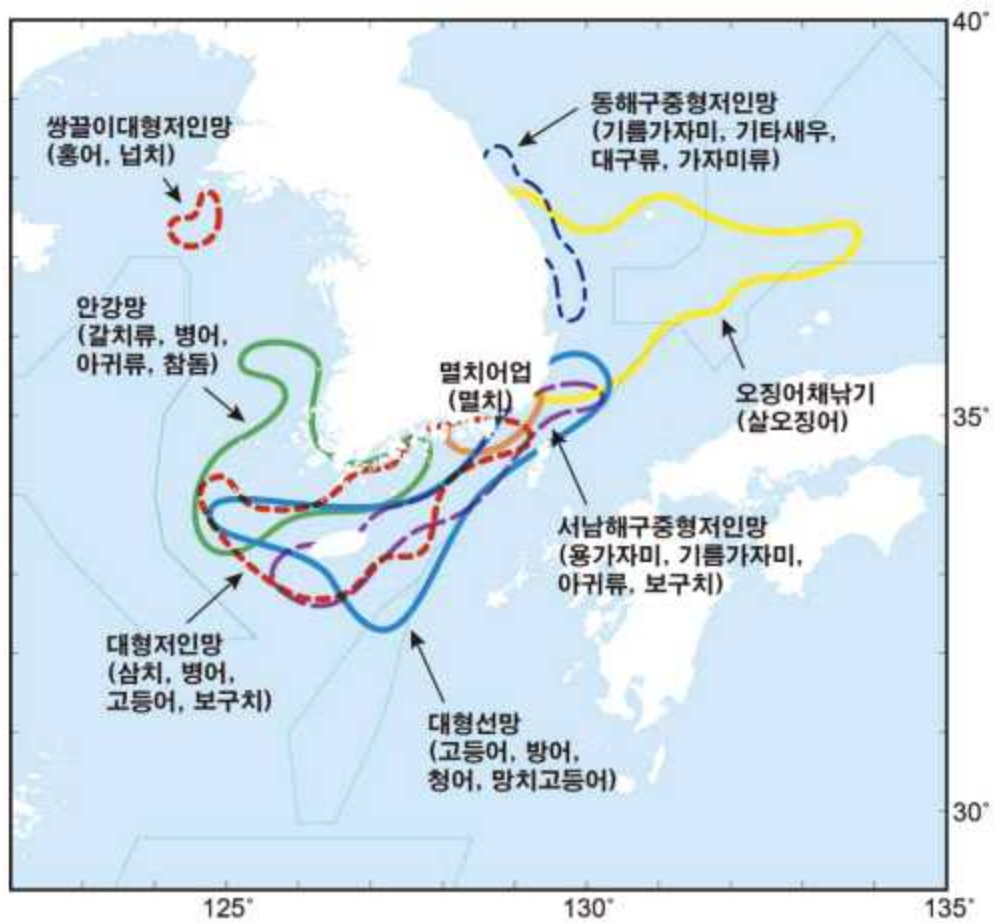 40°
쌍끌이대형저인망
(홍어, 넙치)
동해구중형저인망
(기름가자미, 기타새우,
대구류, 가자미류)
안강망
(갈치류, 병어,
아귀류, 참돔)
멸치어업
(멸치)
오징어채낚기
(살오징어)
35°
서남해구중형저인망
(용가자미, 기름가자미,
아귀류, 보구치)
대형저인망
(삼치, 병어,
고등어, 보구치)
대형선망
(고등어, 방어,
청어, 망치고등어)
30°
125°
130°
135°